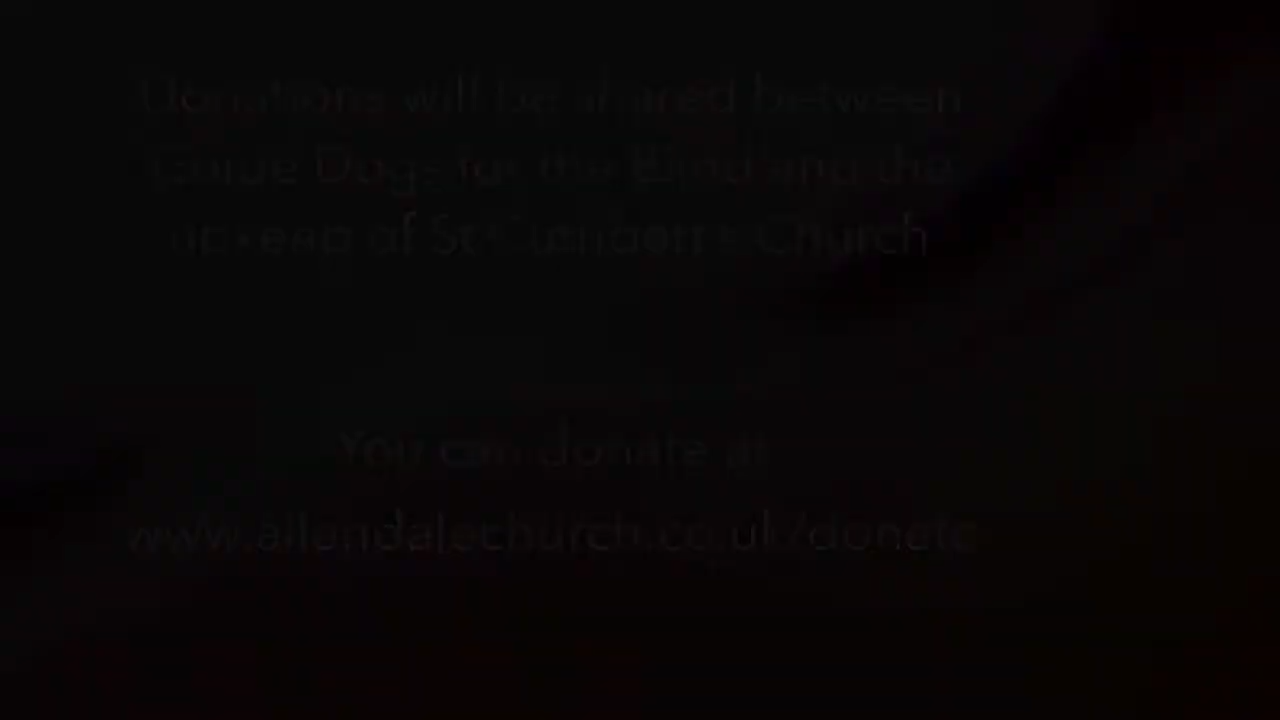 Donations will be shared between
Guide Dogs for the Blind and the
upkeep of St Cuthbert's Church
You can donate at
www.allendalechurch.co.uk/donate